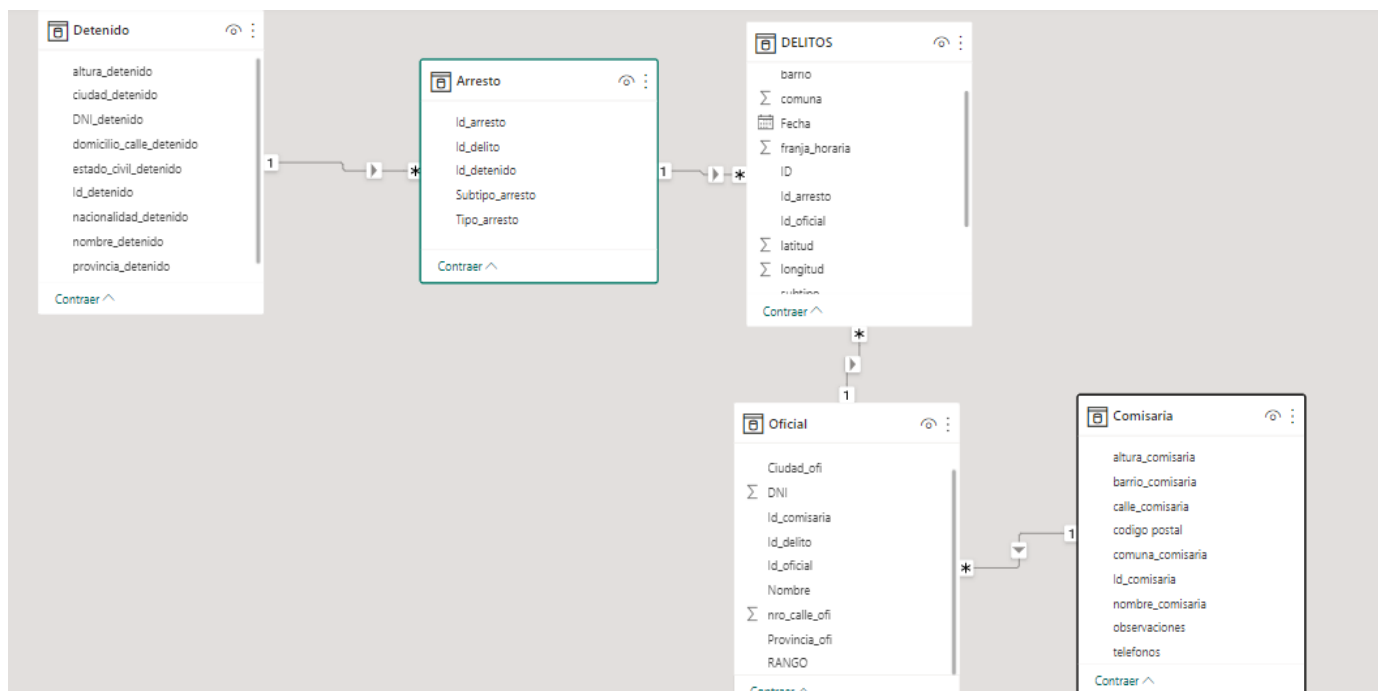 Detenido
altura_detenido
ciudad_detenido
DNI_detenido
domicilio_calle_detenido
estado_civil_detenido
Id_detenido
nacionalidad_detenido
nombre_detenido
provincia_detenido
Contraer
1
*
Arresto
Id_arresto
Id_delito
Id_detenido
Subtipo_arresto
Tipo_arresto
Contraer
1
*
DELITOS
barrio
comuna
Fecha
franja_horaria
ID
Id_arresto
Id_oficial
latitud
longitud
subtipo
Contraer
*
1
Oficial
Ciudad_ofi
DNI
Id_comisaria
Id_delito
Id_oficial
Nombre
nro_calle_ofi
Provincia_ofi
RANGO
Contraer
*
1
Comisaria
altura_comisaria
barrio_comisaria
calle_comisaria
codigo postal
comuna_comisaria
Id_comisaria
nombre_comisaria
observaciones
telefonos
Contraer